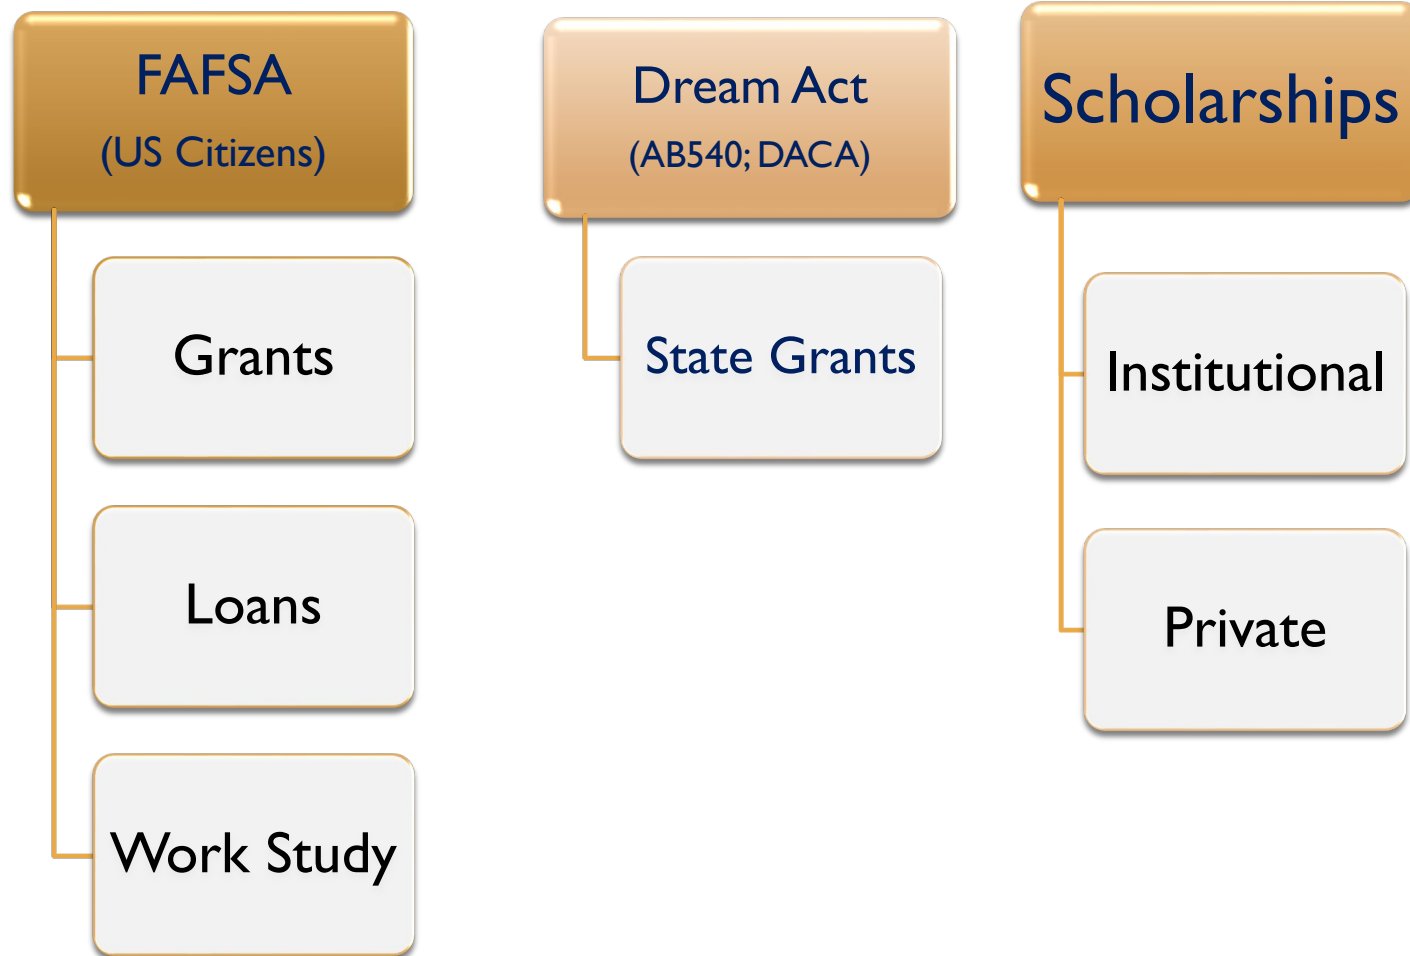 FAFSA
(US Citizens)
Grants
Loans
Work Study
Dream Act
(AB540; DACA)
State Grants
Scholarships
Institutional
Private